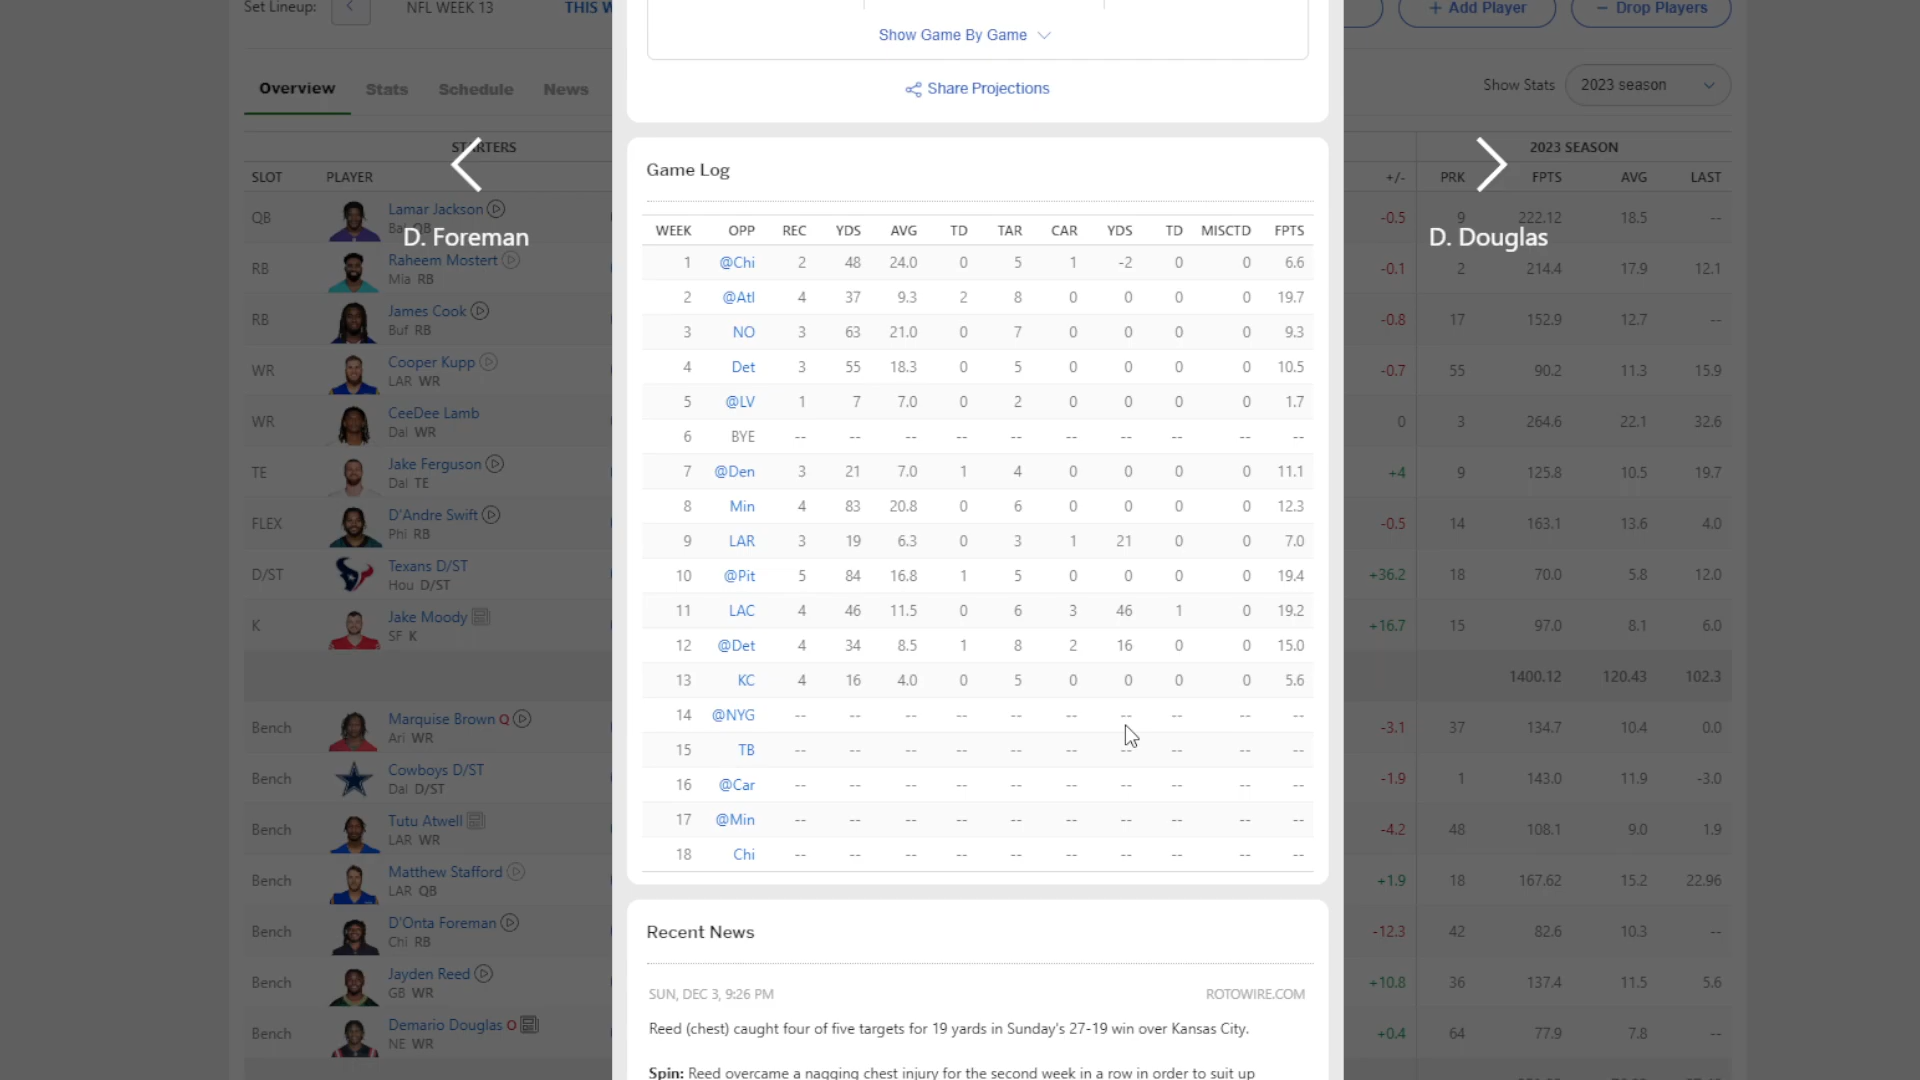 Set Lineup: NFL WEEK 13 THIS W + Add Player − Drop Players
Show Game By Game
Share Projections
Overview Stats Schedule News
Show Stats 2023 season
D. Foreman
D. Douglas
STARTERS
SLOT PLAYER
QB Lamar Jackson
Bal QB
RB Raheem Mostert
Mia RB
RB James Cook
Buf RB
WR Cooper Kupp
LAR WR
WR CeeDee Lamb
Dal WR
TE Jake Ferguson
Dal TE
FLEX D'Andre Swift
Phi RB
D/ST Texans D/ST
Hou D/ST
K Jake Moody
SF K
Bench Marquise Brown Q
Ari WR
Bench Cowboys D/ST
Dal D/ST
Bench Tutu Atwell
LAR WR
Bench Matthew Stafford
LAR QB
Bench D'Onta Foreman
Chi RB
Bench Jayden Reed
GB WR
Bench Demario Douglas O
NE WR
Game Log
WEEK OPP REC YDS AVG TD TAR CAR YDS TD MISCTD FPTS
1 @Chi 2 48 24.0 0 5 1 -2 0 0 6.6
2 @Atl 4 37 9.3 2 8 0 0 0 0 19.7
3 NO 3 63 21.0 0 7 0 0 0 0 9.3
4 Det 3 55 18.3 0 5 0 0 0 0 10.5
5 @LV 1 7 7.0 0 2 0 0 0 0 1.7
6 BYE -- -- -- -- -- -- -- -- -- --
7 @Den 3 21 7.0 1 4 0 0 0 0 11.1
8 Min 4 83 20.8 0 6 0 0 0 0 12.3
9 LAR 3 19 6.3 0 3 1 21 0 0 7.0
10 @Pit 5 84 16.8 1 5 0 0 0 0 19.4
11 LAC 4 46 11.5 0 6 3 46 1 0 19.2
12 @Det 4 34 8.5 1 8 2 16 0 0 15.0
13 KC 4 16 4.0 0 5 0 0 0 0 5.6
14 @NYG -- -- -- -- -- -- -- -- -- --
15 TB -- -- -- -- -- -- -- -- -- --
16 @Car -- -- -- -- -- -- -- -- -- --
17 @Min -- -- -- -- -- -- -- -- -- --
18 Chi -- -- -- -- -- -- -- -- -- --
Recent News
SUN, DEC 3, 9:26 PM ROTOWIRE.COM
Reed (chest) caught four of five targets for 19 yards in Sunday's 27-19 win over Kansas City.
Spin: Reed overcame a nagging chest injury for the second week in a row in order to suit up
2023 SEASON
+/- PRK FPTS AVG LAST
-0.5 9 222.12 18.5 --
-0.1 2 214.4 17.9 12.1
-0.8 17 152.9 12.7 --
-0.7 55 90.2 11.3 15.9
0 3 264.6 22.1 32.6
+4 9 125.8 10.5 19.7
-0.5 14 163.1 13.6 4.0
+36.2 18 70.0 5.8 12.0
+16.7 15 97.0 8.1 6.0
1400.12 120.43 102.3
-3.1 37 134.7 10.4 0.0
-1.9 1 143.0 11.9 -3.0
-4.2 48 108.1 9.0 1.9
+1.9 18 167.62 15.2 22.96
-12.3 42 82.6 10.3 --
+10.8 36 137.4 11.5 5.6
+0.4 64 77.9 7.8 --